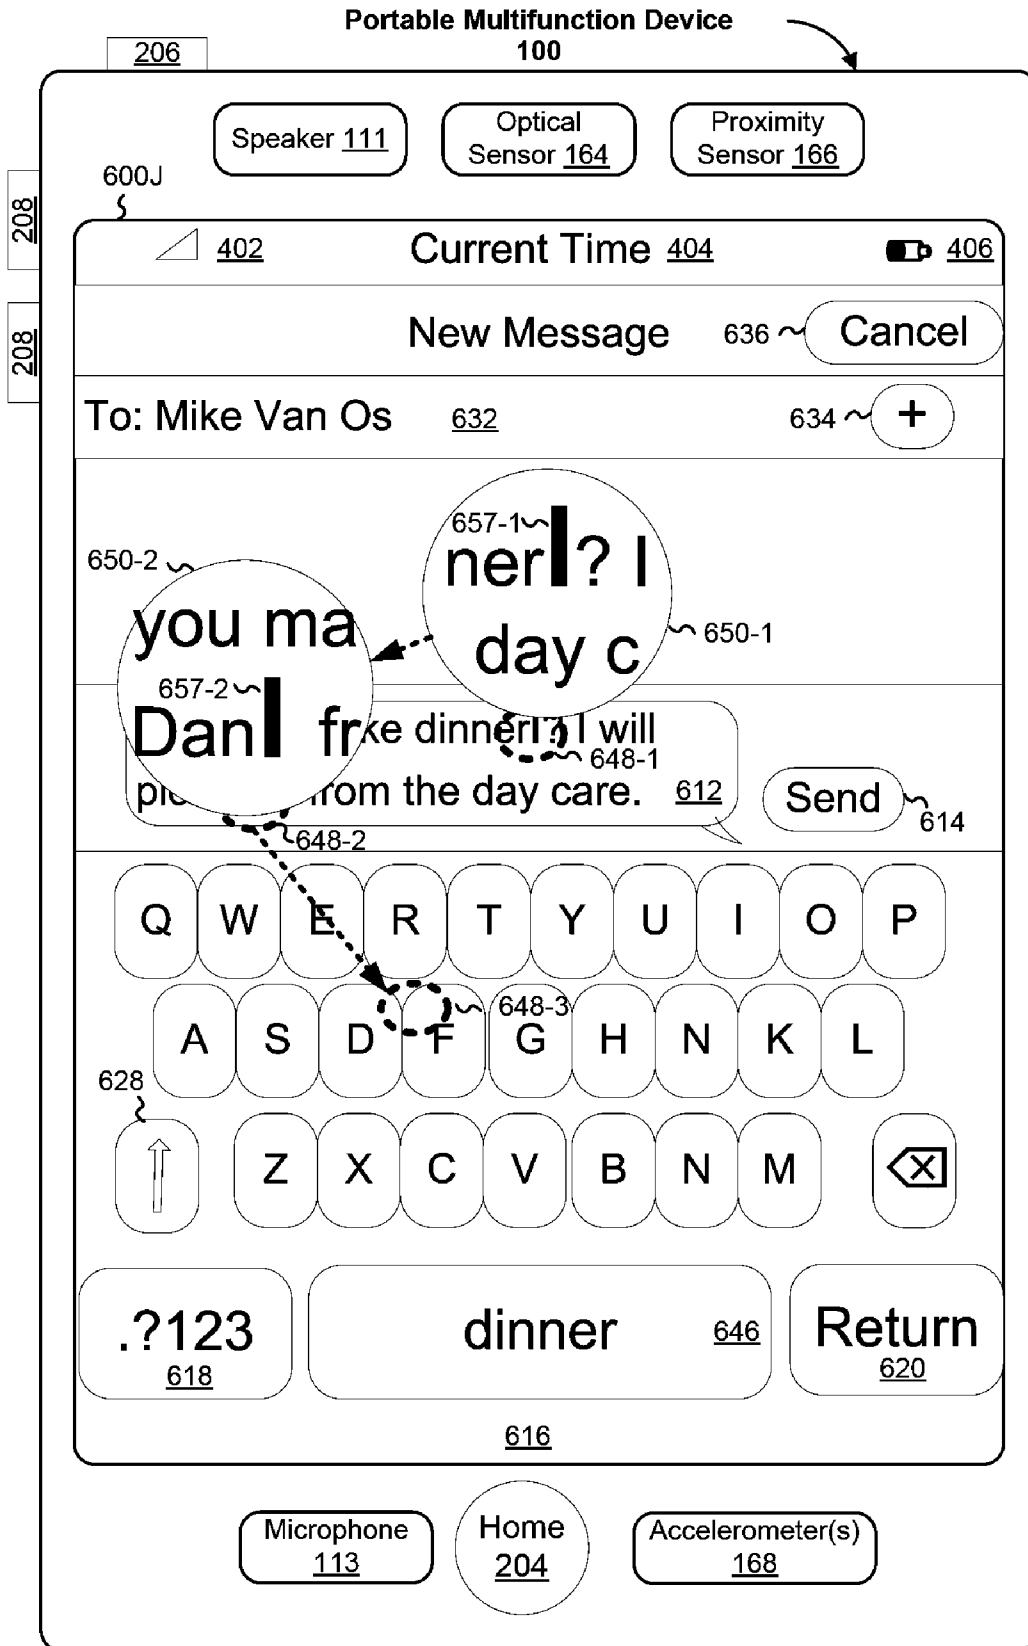 Portable Multifunction Device
100
206
Speaker 111
Optical
Sensor 164
Proximity
Sensor 166
600J
208
208
402
Current Time 404
406
New Message
636
Cancel
To: Mike Van Os
632
634
+
657-1
ner? I
day c
650-1
650-2
you ma
657-2
Dan fr
ke dinner? I will
648-1
pic from the day care.
612
Send
614
648-2
Q W E R T Y U I O P
648-3
A S D F G H N K L
628
Z X C V B N M
X
.?123
618
dinner
646
Return
620
616
Microphone
113
Home
204
Accelerometer(s)
168